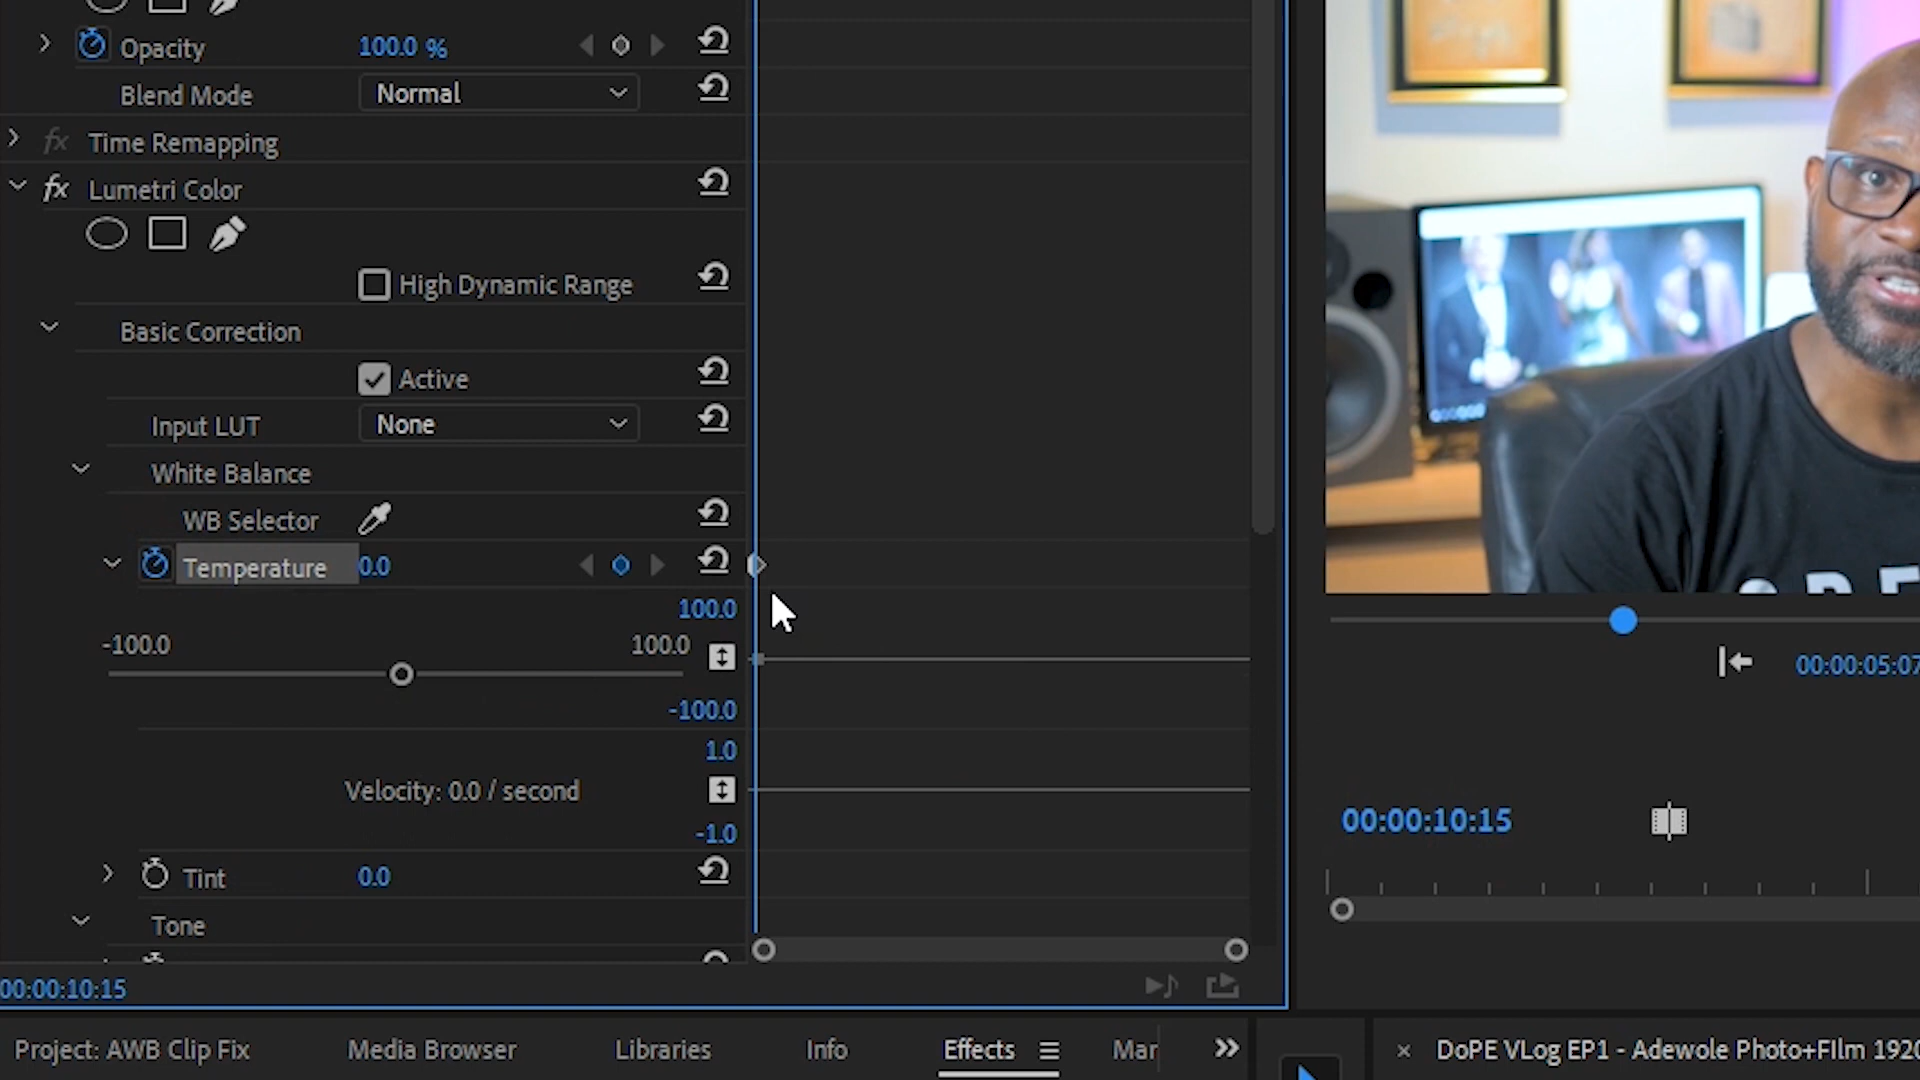 Opacity 100.0 %
Blend Mode Normal
fx Time Remapping
fx Lumetri Color
High Dynamic Range
Basic Correction
Active
Input LUT None
White Balance
WB Selector
Temperature 0.0
100.0
-100.0 100.0
-100.0
1.0
Velocity: 0.0 / second
-1.0
Tint 0.0
Tone
00:00:10:15
00:00:05:07
00:00:10:15
Project: AWB Clip Fix Media Browser Libraries Info Effects Mar
DoPE VLog EP1 - Adewole Photo+FIlm 1920